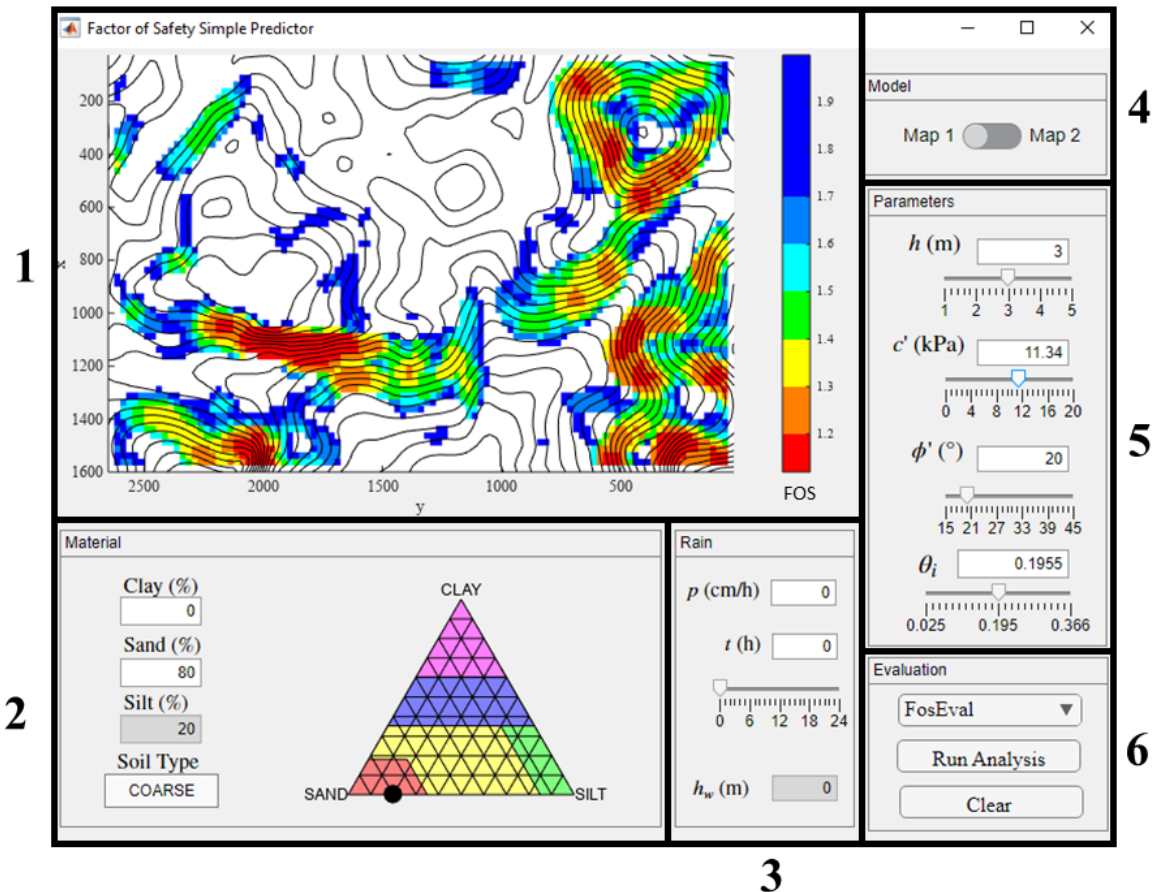 Factor of Safety Simple Predictor
1
200
400
600
800
1000
1200
1400
1600
x
2500
2000
1500
1000
500
y
1.9
1.8
1.7
1.6
1.5
1.4
1.3
1.2
FOS
Model
Map 1 Map 2
4
Parameters
h (m) 3
1 2 3 4 5
c' (kPa) 11.34
0 4 8 12 16 20
ϕ' (°) 20
15 21 27 33 39 45
θi 0.1955
0.025 0.195 0.366
5
Material
Clay (%)
0
Sand (%)
80
Silt (%)
20
Soil Type
COARSE
CLAY
SAND SILT
2
Rain
p (cm/h) 0
t (h) 0
0 6 12 18 24
hw (m) 0
3
Evaluation
FosEval
Run Analysis
Clear
6